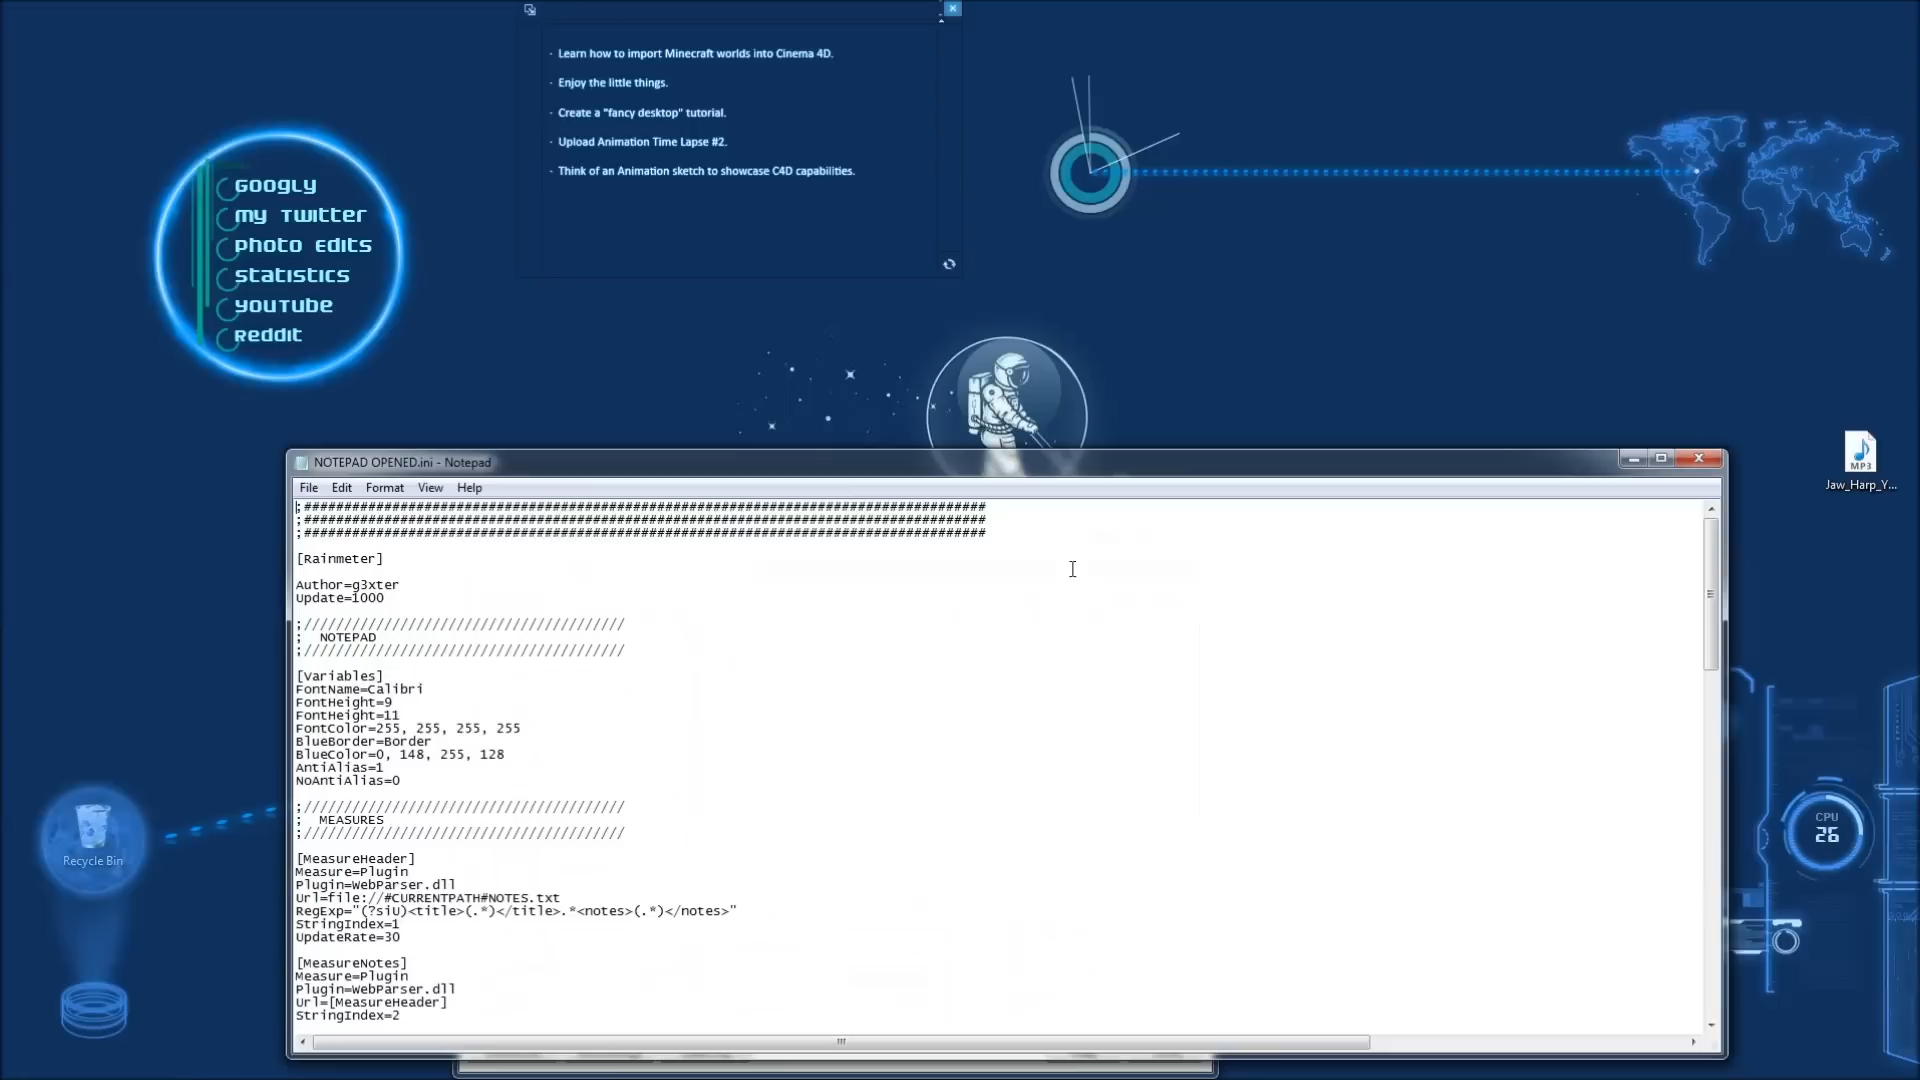 - Learn how to import Minecraft worlds into Cinema 4D.
- Enjoy the little things.
- Create a "fancy desktop" tutorial.
- Upload Animation Time Lapse #2.
- Think of an Animation sketch to showcase C4D capabilities.
Googly
My Twitter
Photo Edits
Statistics
YouTube
Reddit
MP3
Jaw_Harp_Y...
NOTEPAD OPENED.ini - Notepad
File Edit Format View Help
;#####################################################################################
;#####################################################################################
;#####################################################################################
[Rainmeter]
Author=g3xter
Update=1000
;////////////////////////////////////////
; NOTEPAD
;////////////////////////////////////////
[Variables]
FontName=Calibri
FontHeight=9
FontHeight=11
FontColor=255, 255, 255, 255
BlueBorder=Border
BlueColor=0, 148, 255, 128
AntiAlias=1
NoAntiAlias=0
;////////////////////////////////////////
; MEASURES
;////////////////////////////////////////
[MeasureHeader]
Measure=Plugin
Plugin=WebParser.dll
Url=file://#CURRENTPATH#NOTES.txt
RegExp="(?siU)<title>(.*)</title>.*<notes>(.*)</notes>"
StringIndex=1
UpdateRate=30
[MeasureNotes]
Measure=Plugin
Plugin=WebParser.dll
Url=[MeasureHeader]
StringIndex=2
Recycle Bin
CPU
26